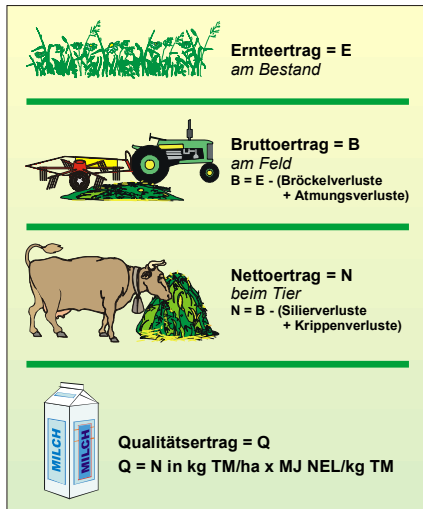 Ernteertrag = E
am Bestand
Bruttoertrag = B
am Feld
B = E - (Bröckelverluste
+ Atmungsverluste)
Nettoertrag = N
beim Tier
N = B - (Silierverluste
+ Krippenverluste)
MILCH
MILCH
Qualitätsertrag = Q
Q = N in kg TM/ha x MJ NEL/kg TM